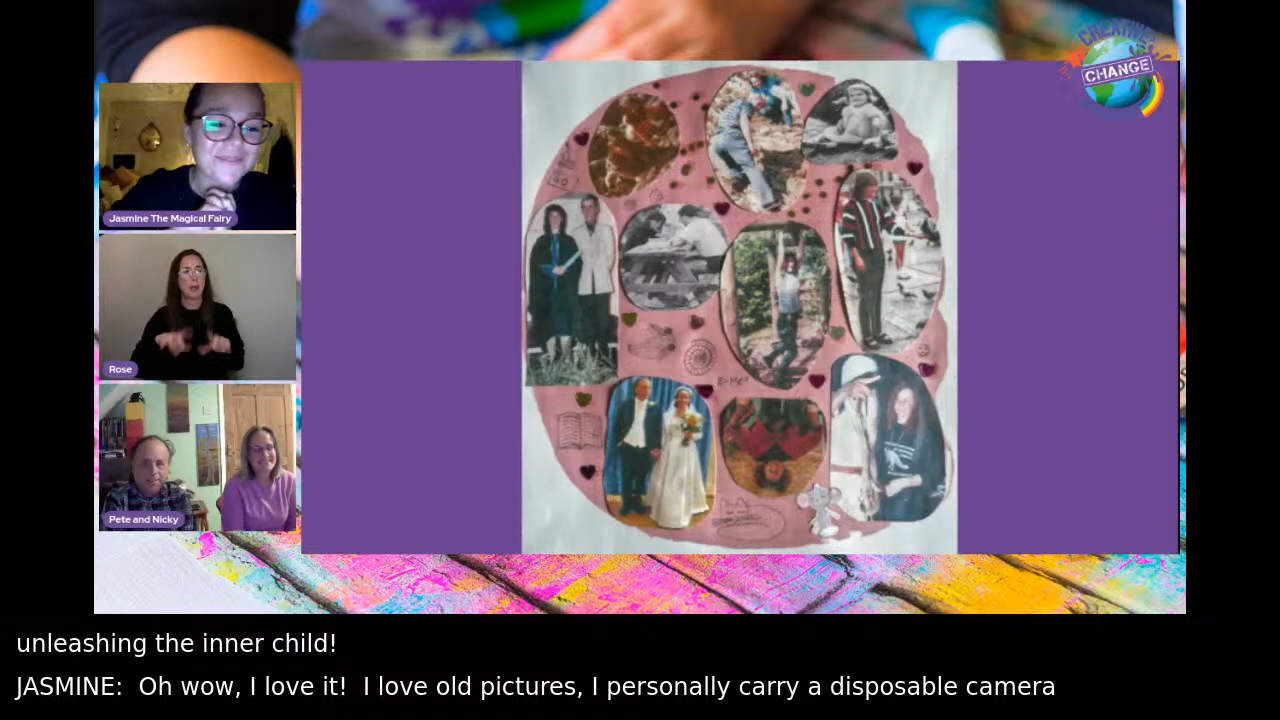 CREATIVE
CHANGE
Jasmine The Magical Fairy
Rose
Pete and Nicky
E=MC²
unleashing the inner child!
JASMINE:  Oh wow, I love it!  I love old pictures, I personally carry a disposable camera